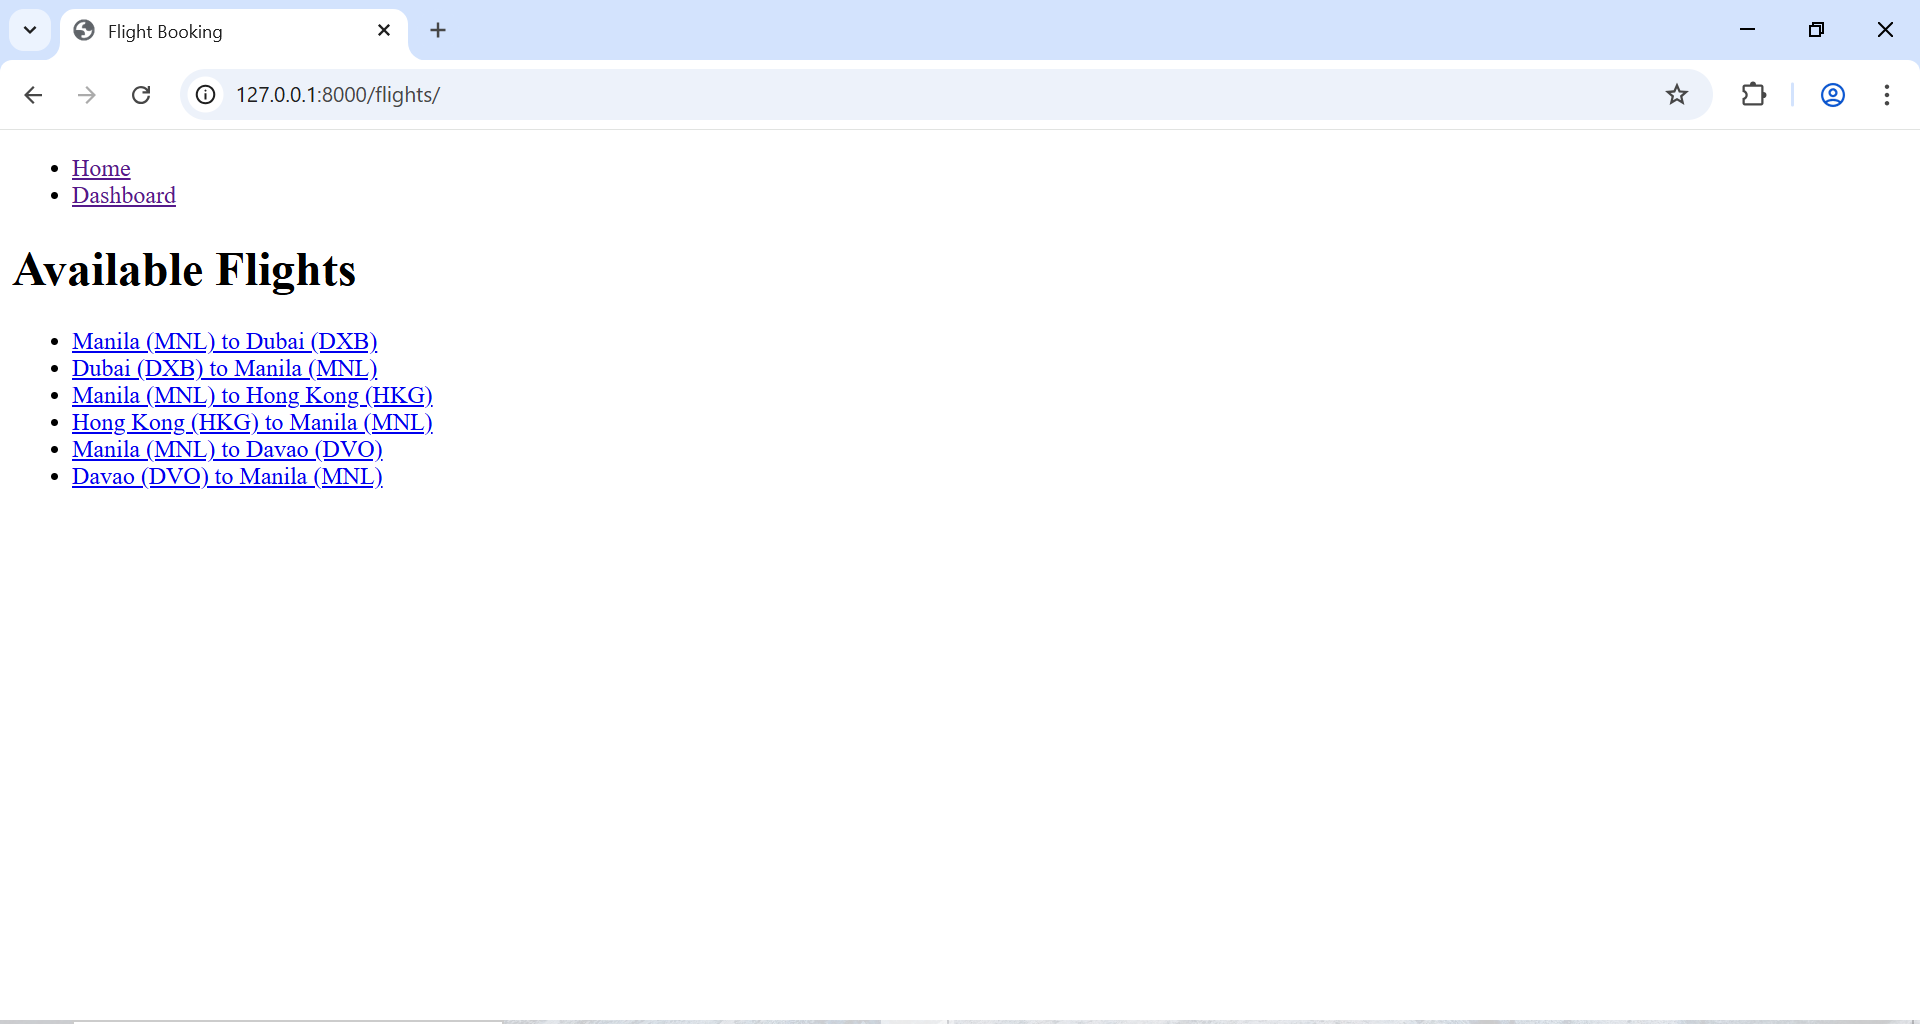 Flight Booking
127.0.0.1:8000/flights/
Home
Dashboard
Available Flights
Manila (MNL) to Dubai (DXB)
Dubai (DXB) to Manila (MNL)
Manila (MNL) to Hong Kong (HKG)
Hong Kong (HKG) to Manila (MNL)
Manila (MNL) to Davao (DVO)
Davao (DVO) to Manila (MNL)